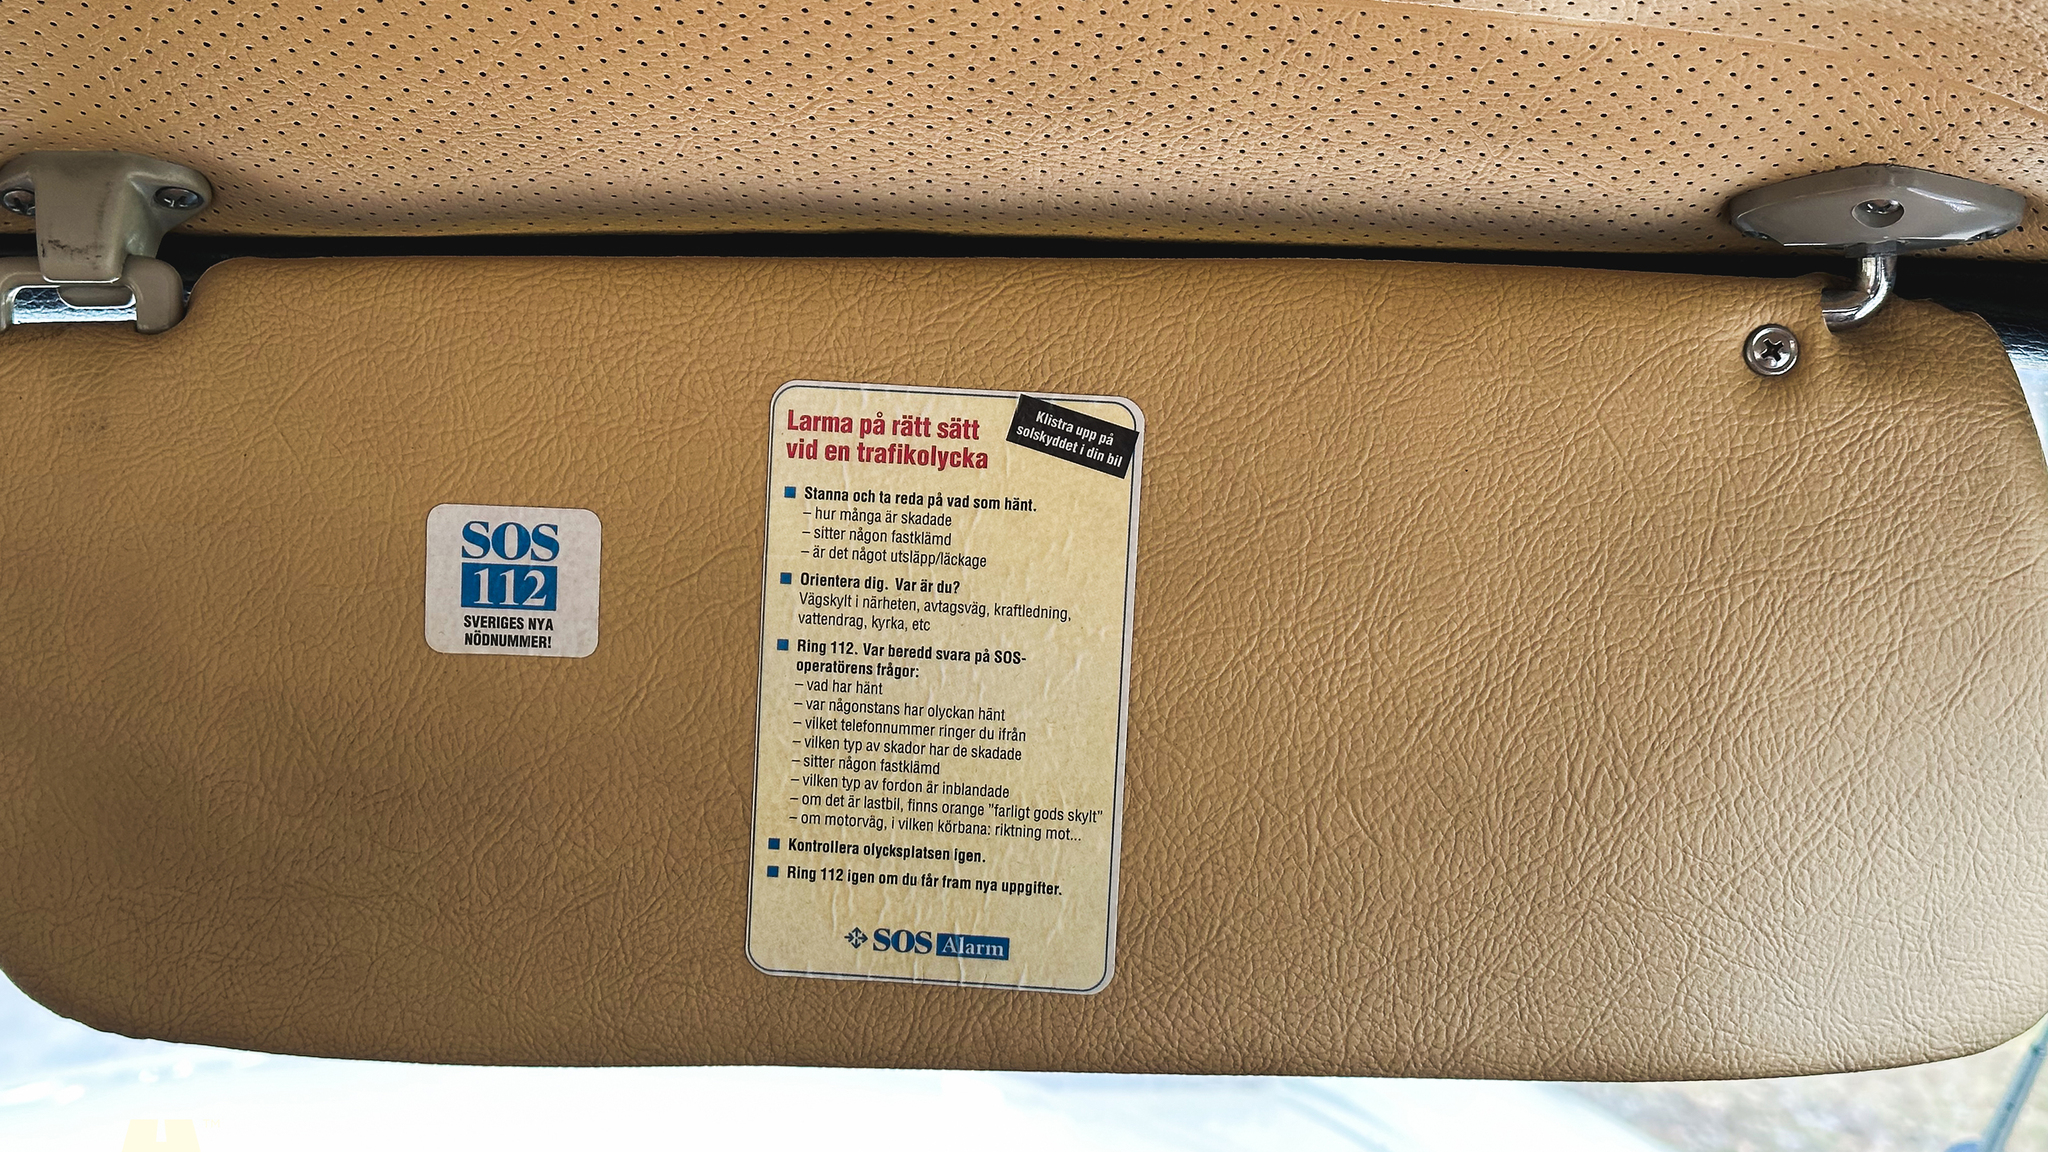 SOS
112
SVERIGES NYA
NÖDNUMMER!
Larma på rätt sätt
vid en trafikolycka
Klistra upp på
solskyddet i din bil
■ Stanna och ta reda på vad som hänt.
– hur många är skadade
– sitter någon fastklämd
– är det något utsläpp/läckage
■ Orientera dig. Var är du?
Vägskylt i närheten, avtagsväg, kraftledning,
vattendrag, kyrka, etc
■ Ring 112. Var beredd svara på SOS-
operatörens frågor:
– vad har hänt
– var någonstans har olyckan hänt
– vilket telefonnummer ringer du ifrån
– vilken typ av skador har de skadade
– sitter någon fastklämd
– vilken typ av fordon är inblandade
– om det är lastbil, finns orange "farligt gods skylt"
– om motorväg, i vilken körbana: riktning mot...
■ Kontrollera olycksplatsen igen.
■ Ring 112 igen om du får fram nya uppgifter.
SOS Alarm